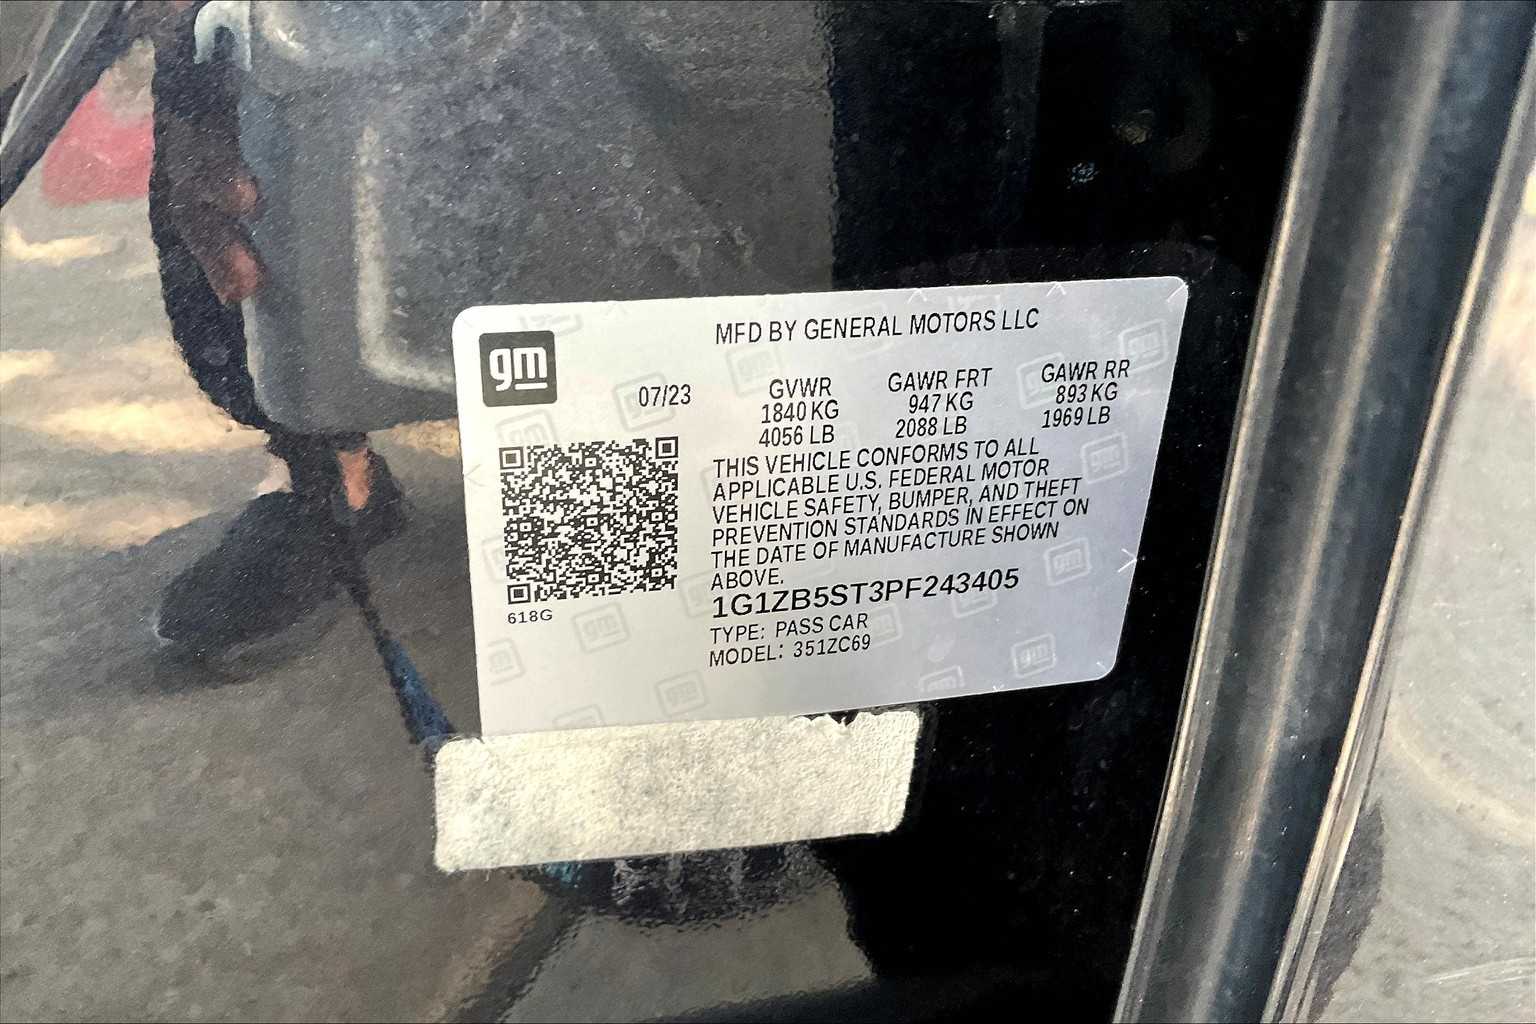 gm
MFD BY GENERAL MOTORS LLC
07/23
GVWR GAWR FRT GAWR RR
1840 KG 947 KG 893 KG
4056 LB 2088 LB 1969 LB
THIS VEHICLE CONFORMS TO ALL
APPLICABLE U.S. FEDERAL MOTOR
VEHICLE SAFETY, BUMPER, AND THEFT
PREVENTION STANDARDS IN EFFECT ON
THE DATE OF MANUFACTURE SHOWN
ABOVE.
1G1ZB5ST3PF243405
618G
TYPE: PASS CAR
MODEL: 351ZC69